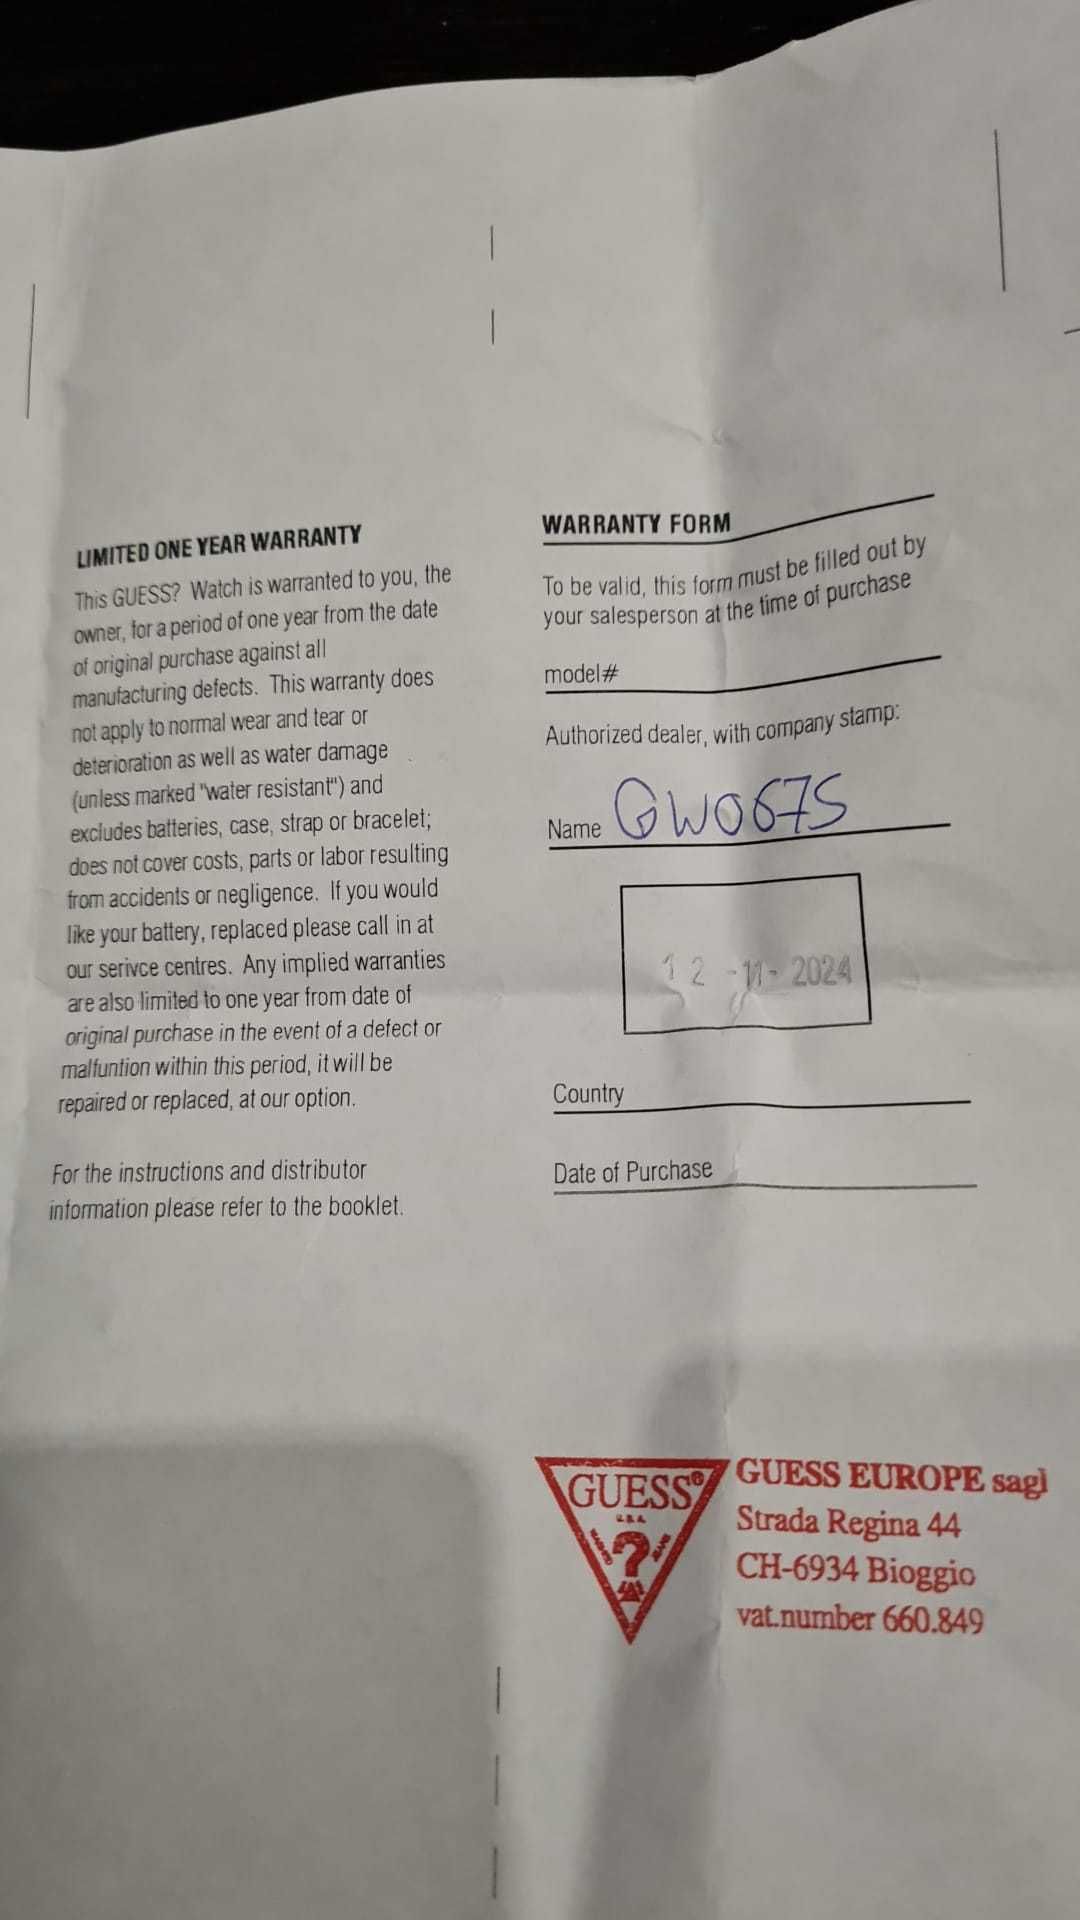 LIMITED ONE YEAR WARRANTY
This GUESS? Watch is warranted to you, the
owner, for a period of one year from the date
of original purchase against all
manufacturing defects. This warranty does
not apply to normal wear and tear or
deterioration as well as water damage
(unless marked "water resistant") and
excludes batteries, case, strap or bracelet;
does not cover costs, parts or labor resulting
from accidents or negligence. If you would
like your battery, replaced please call in at
our serivce centres. Any implied warranties
are also limited to one year from date of
original purchase in the event of a defect or
malfuntion within this period, it will be
repaired or replaced, at our option.
For the instructions and distributor
information please refer to the booklet.
WARRANTY FORM
To be valid, this form must be filled out by
your salesperson at the time of purchase
model#
Authorized dealer, with company stamp:
Name GW0675
12 -11- 2024
Country
Date of Purchase
GUESS®
U.S.A.
WASHED ? JEANS
GUESS EUROPE sagl
Strada Regina 44
CH-6934 Bioggio
vat.number 660.849